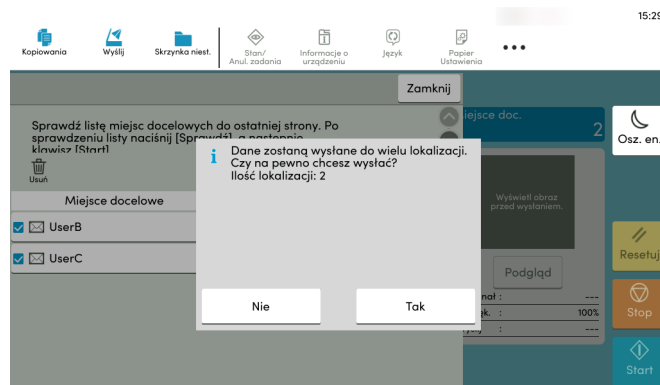 15:29
Kopiowania
Wyślij
Skrzynka niest.
Stan/
Anul. zadania
Informacje o
urządzeniu
Język
Papier
Ustawienia
Zamknij
iejsce doc.
2
Osz. en.
Sprawdź listę miejsc docelowych do ostatniej strony. Po
sprawdzeniu listy naciśnij [Sprawdź], a następnie
klawisz [Start]
Usuń
Miejsce docelowe
UserB
UserC
Dane zostaną wysłane do wielu lokalizacji.
Czy na pewno chcesz wysłać?
Ilość lokalizacji: 2
Nie
Tak
Wyświetl obraz
przed wysłaniem.
Podgląd
nał : ---
ęk. : 100%
: ---
Resetuj
Stop
Start